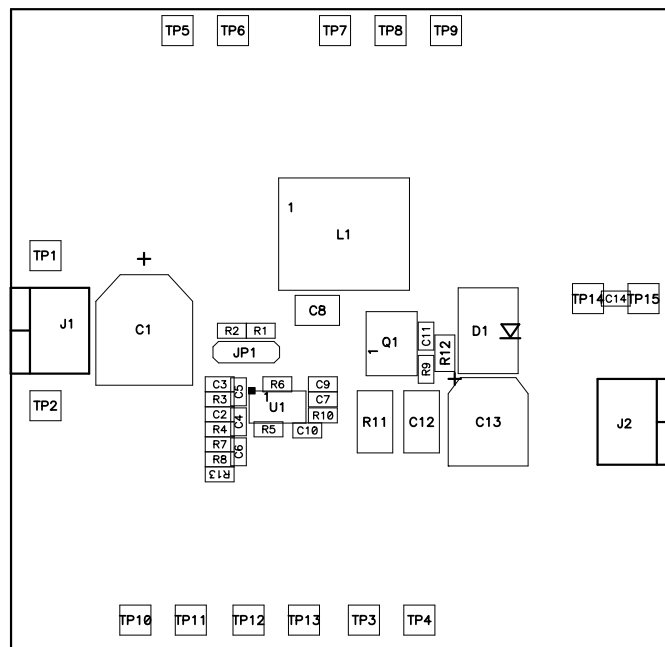 TP5 TP6 TP7 TP8 TP9
1
L1
TP1
+
TP14 C14 TP15
C8
J1 C1 R2 R1 Q1 1 C11 D1
JP1 R12
R9
+
C3 C5 R6 C9
TP2 R3 1 U1 C7
C2 C4 R10 R11 C12 C13 J2
R4 R5 C10
R7 C6
R8
R13
TP10 TP11 TP12 TP13 TP3 TP4